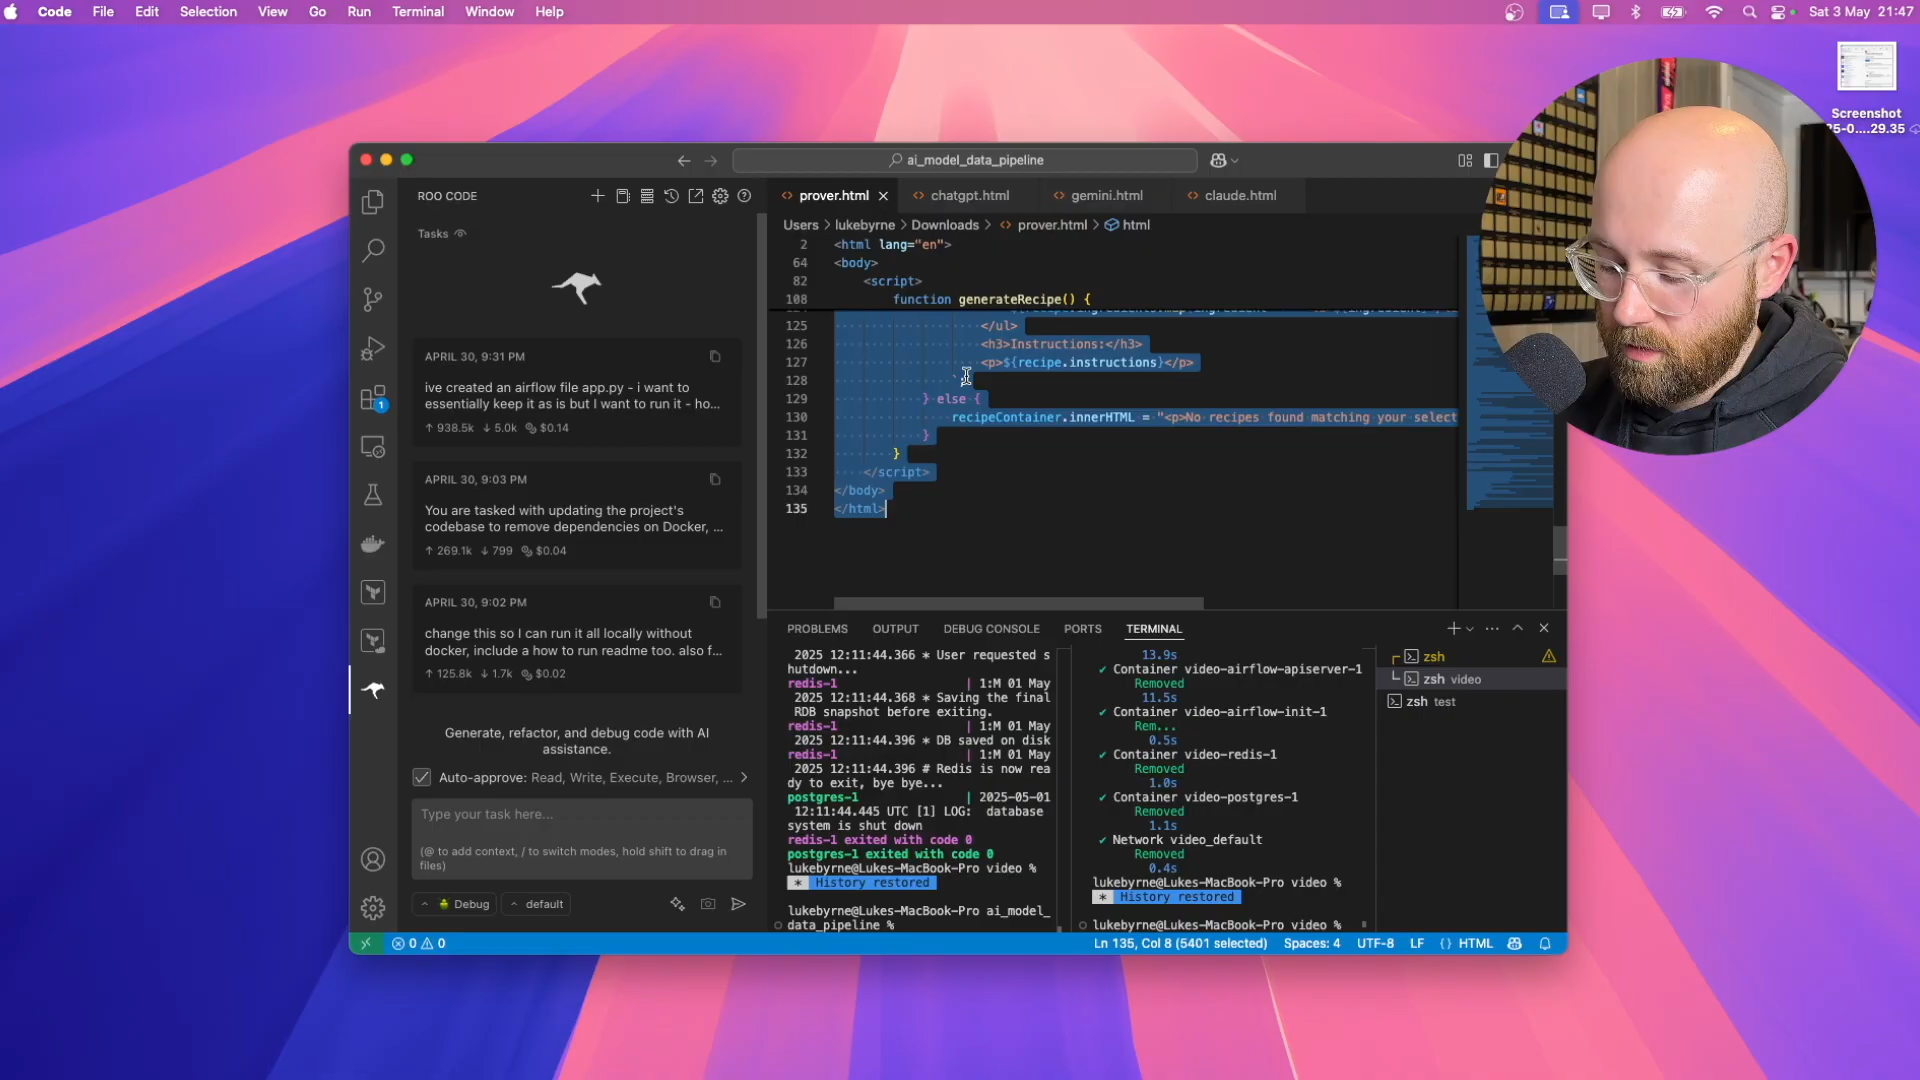 Code File Edit Selection View Go Run Terminal Window Help
Sat 3 May 21:47
Screenshot
ai_model_data_pipeline
ROO CODE
Tasks
APRIL 30, 9:31 PM
ive created an airflow file app.py - i want to
essentially keep it as is but I want to run it - ho...
↑ 938.5k ↓ 5.0k $0.14
APRIL 30, 9:03 PM
You are tasked with updating the project's
codebase to remove dependencies on Docker, ...
↑ 269.1k ↓ 799 $0.04
APRIL 30, 9:02 PM
change this so I can run it all locally without
docker, include a how to run readme too. also f...
↑ 125.8k ↓ 1.7k $0.02
Generate, refactor, and debug code with AI
assistance.
Auto-approve: Read, Write, Execute, Browser, ...
Type your task here...
(@ to add context, / to switch modes, hold shift to drag in
files)
Debug default
prover.html chatgpt.html gemini.html claude.html
Users > lukebyrne > Downloads > prover.html > html
2 <html lang="en">
64 <body>
82 <script>
108 function generateRecipe() {
125 </ul>
126 <h3>Instructions:</h3>
127 <p>${recipe.instructions}</p>
128
129 } else {
130 recipeContainer.innerHTML = "<p>No recipes found matching your select
131 }
132 }
133 </script>
134 </body>
135 </html>
PROBLEMS OUTPUT DEBUG CONSOLE PORTS TERMINAL
2025 12:11:44.366 * User requested s
hutdown...
redis-1 | 1:M 01 May
2025 12:11:44.368 * Saving the final
RDB snapshot before exiting.
redis-1 | 1:M 01 May
2025 12:11:44.396 * DB saved on disk
redis-1 | 1:M 01 May
2025 12:11:44.396 # Redis is now rea
dy to exit, bye bye...
postgres-1 | 2025-05-01
12:11:44.445 UTC [1] LOG: database
system is shut down
redis-1 exited with code 0
postgres-1 exited with code 0
lukebyrne@Lukes-MacBook-Pro video %
* History restored
lukebyrne@Lukes-MacBook-Pro ai_model_
data_pipeline %
13.9s
✔ Container video-airflow-apiserver-1
Removed
11.5s
✔ Container video-airflow-init-1
Rem...
0.5s
✔ Container video-redis-1
Removed
1.0s
✔ Container video-postgres-1
Removed
1.1s
✔ Network video_default
Removed
0.4s
lukebyrne@Lukes-MacBook-Pro video %
* History restored
lukebyrne@Lukes-MacBook-Pro video %
zsh
zsh video
zsh test
0 0
Ln 135, Col 8 (5401 selected) Spaces: 4 UTF-8 LF {} HTML